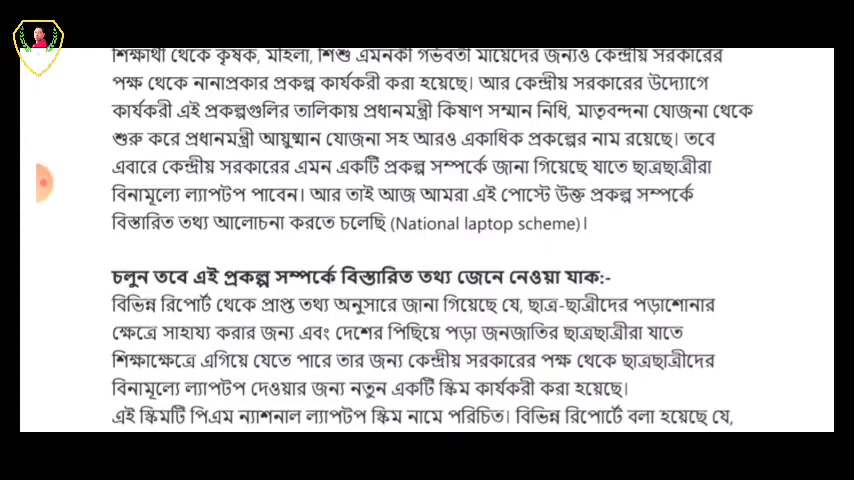 শিক্ষার্থী থেকে কৃষক, মহিলা, শিশু এমনকী গর্ভবতী মায়েদের জন্যও কেন্দ্রীয় সরকারের
পক্ষ থেকে নানাপ্রকার প্রকল্প কার্যকরী করা হয়েছে। আর কেন্দ্রীয় সরকারের উদ্যোগে
কার্যকরী এই প্রকল্পগুলির তালিকায় প্রধানমন্ত্রী কিষাণ সম্মান নিধি, মাতৃবন্দনা যোজনা থেকে
শুরু করে প্রধানমন্ত্রী আয়ুষ্মান যোজনা সহ আরও একাধিক প্রকল্পের নাম রয়েছে। তবে
এবারে কেন্দ্রীয় সরকারের এমন একটি প্রকল্প সম্পর্কে জানা গিয়েছে যাতে ছাত্রছাত্রীরা
বিনামূল্যে ল্যাপটপ পাবেন। আর তাই আজ আমরা এই পোস্টে উক্ত প্রকল্প সম্পর্কে
বিস্তারিত তথ্য আলোচনা করতে চলেছি (National laptop scheme)।
চলুন তবে এই প্রকল্প সম্পর্কে বিস্তারিত তথ্য জেনে নেওয়া যাক:-
বিভিন্ন রিপোর্ট থেকে প্রাপ্ত তথ্য অনুসারে জানা গিয়েছে যে, ছাত্র-ছাত্রীদের পড়াশোনার
ক্ষেত্রে সাহায্য করার জন্য এবং দেশের পিছিয়ে পড়া জনজাতির ছাত্রছাত্রীরা যাতে
শিক্ষাক্ষেত্রে এগিয়ে যেতে পারে তার জন্য কেন্দ্রীয় সরকারের পক্ষ থেকে ছাত্রছাত্রীদের
বিনামূল্যে ল্যাপটপ দেওয়ার জন্য নতুন একটি স্কিম কার্যকরী করা হয়েছে।
এই স্কিমটি পিএম ন্যাশনাল ল্যাপটপ স্কিম নামে পরিচিত। বিভিন্ন রিপোর্টে বলা হয়েছে যে,